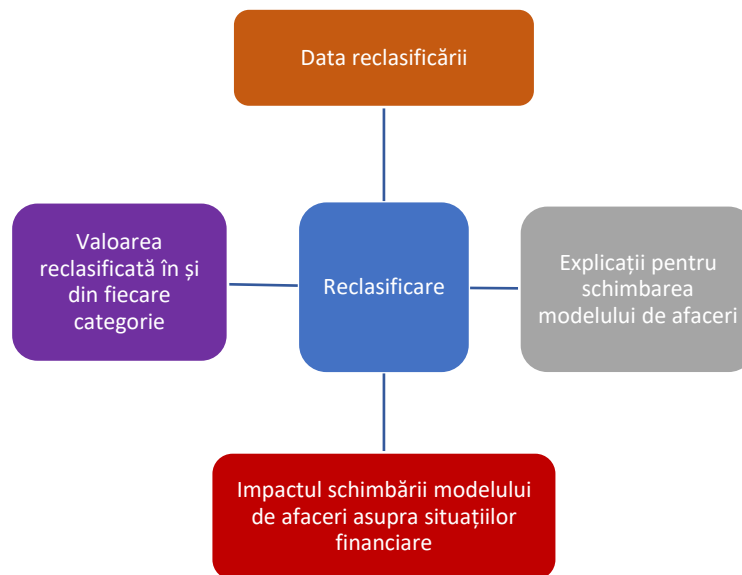 Data reclasificării
Valoarea
reclasificată în și
din fiecare
categorie
Reclasificare
Explicații pentru
schimbarea
modelului de afaceri
Impactul schimbării modelului
de afaceri asupra situațiilor
financiare